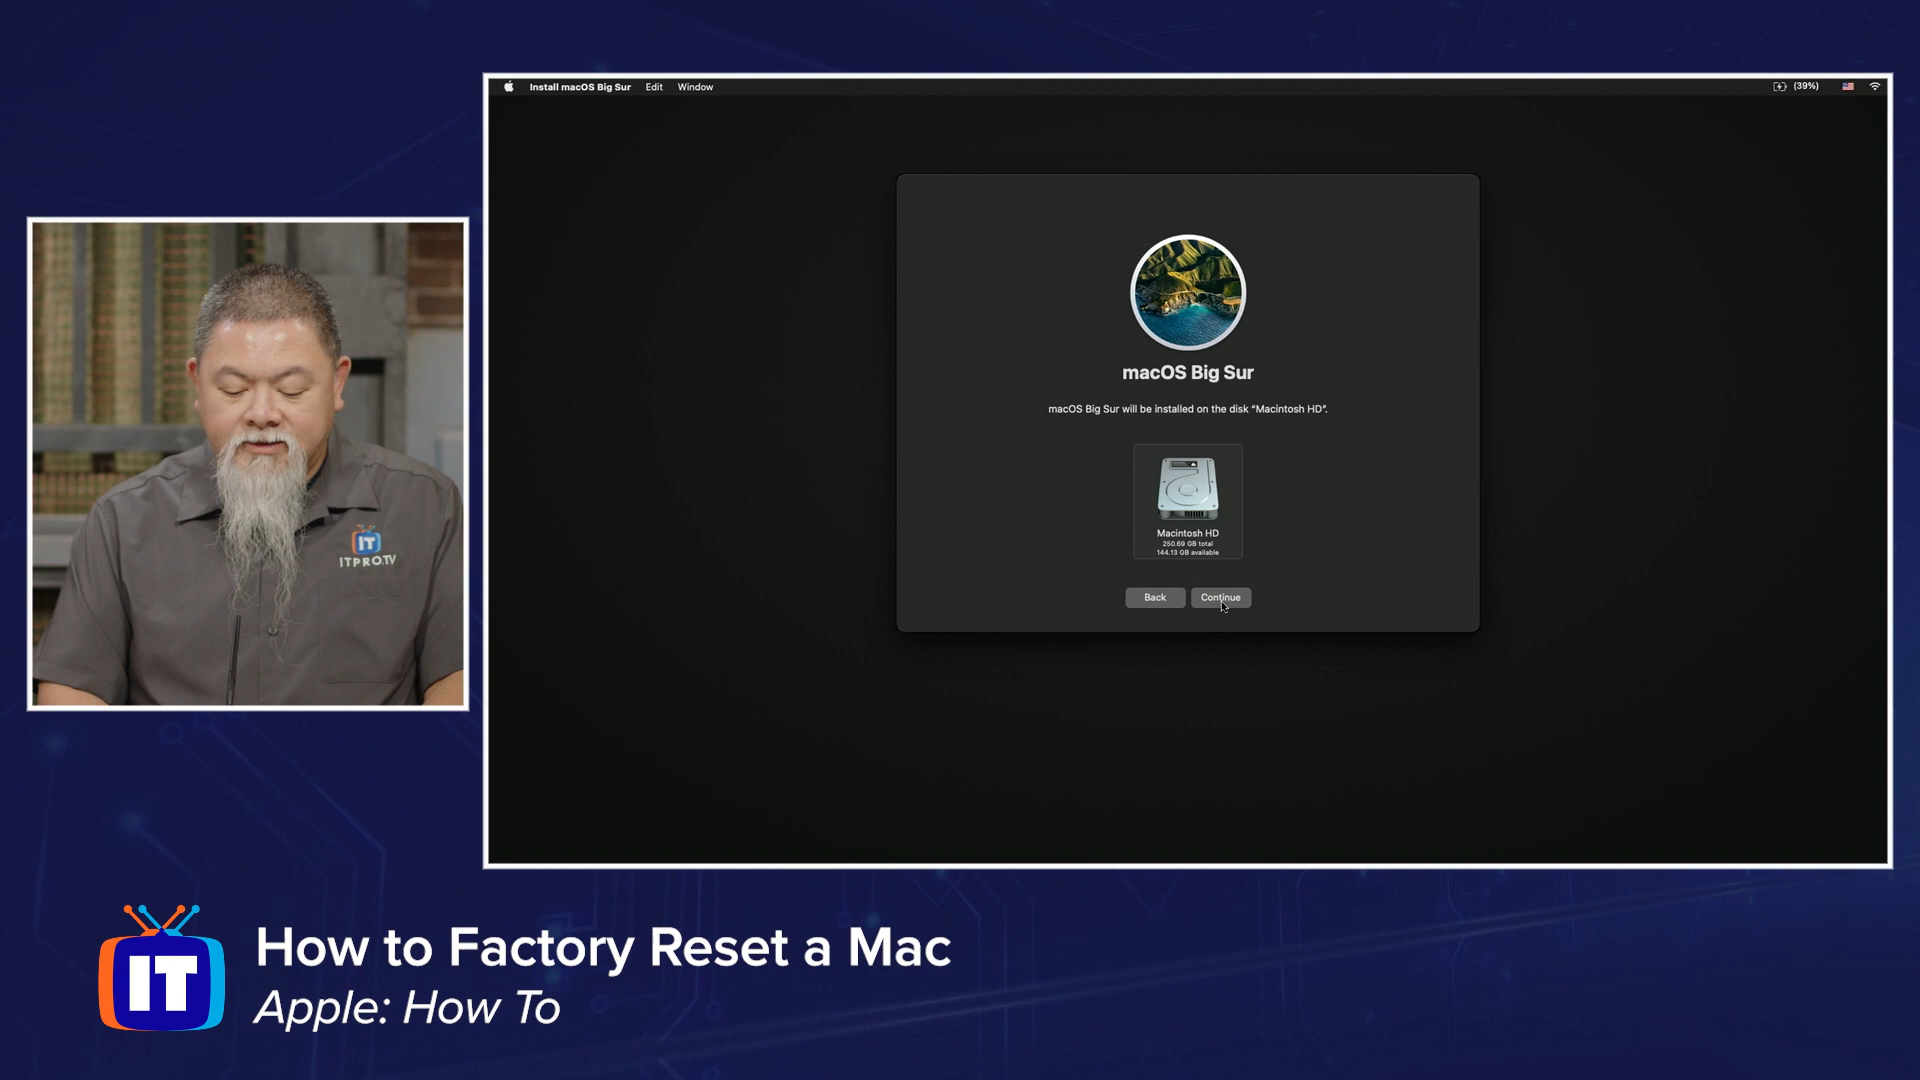 Install macOS Big Sur Edit Window (39%)
macOS Big Sur
macOS Big Sur will be installed on the disk “Macintosh HD”.
Macintosh HD
250.69 GB total
144.13 GB available
Back Continue
IT
ITPRO.TV
IT
How to Factory Reset a Mac
Apple: How To